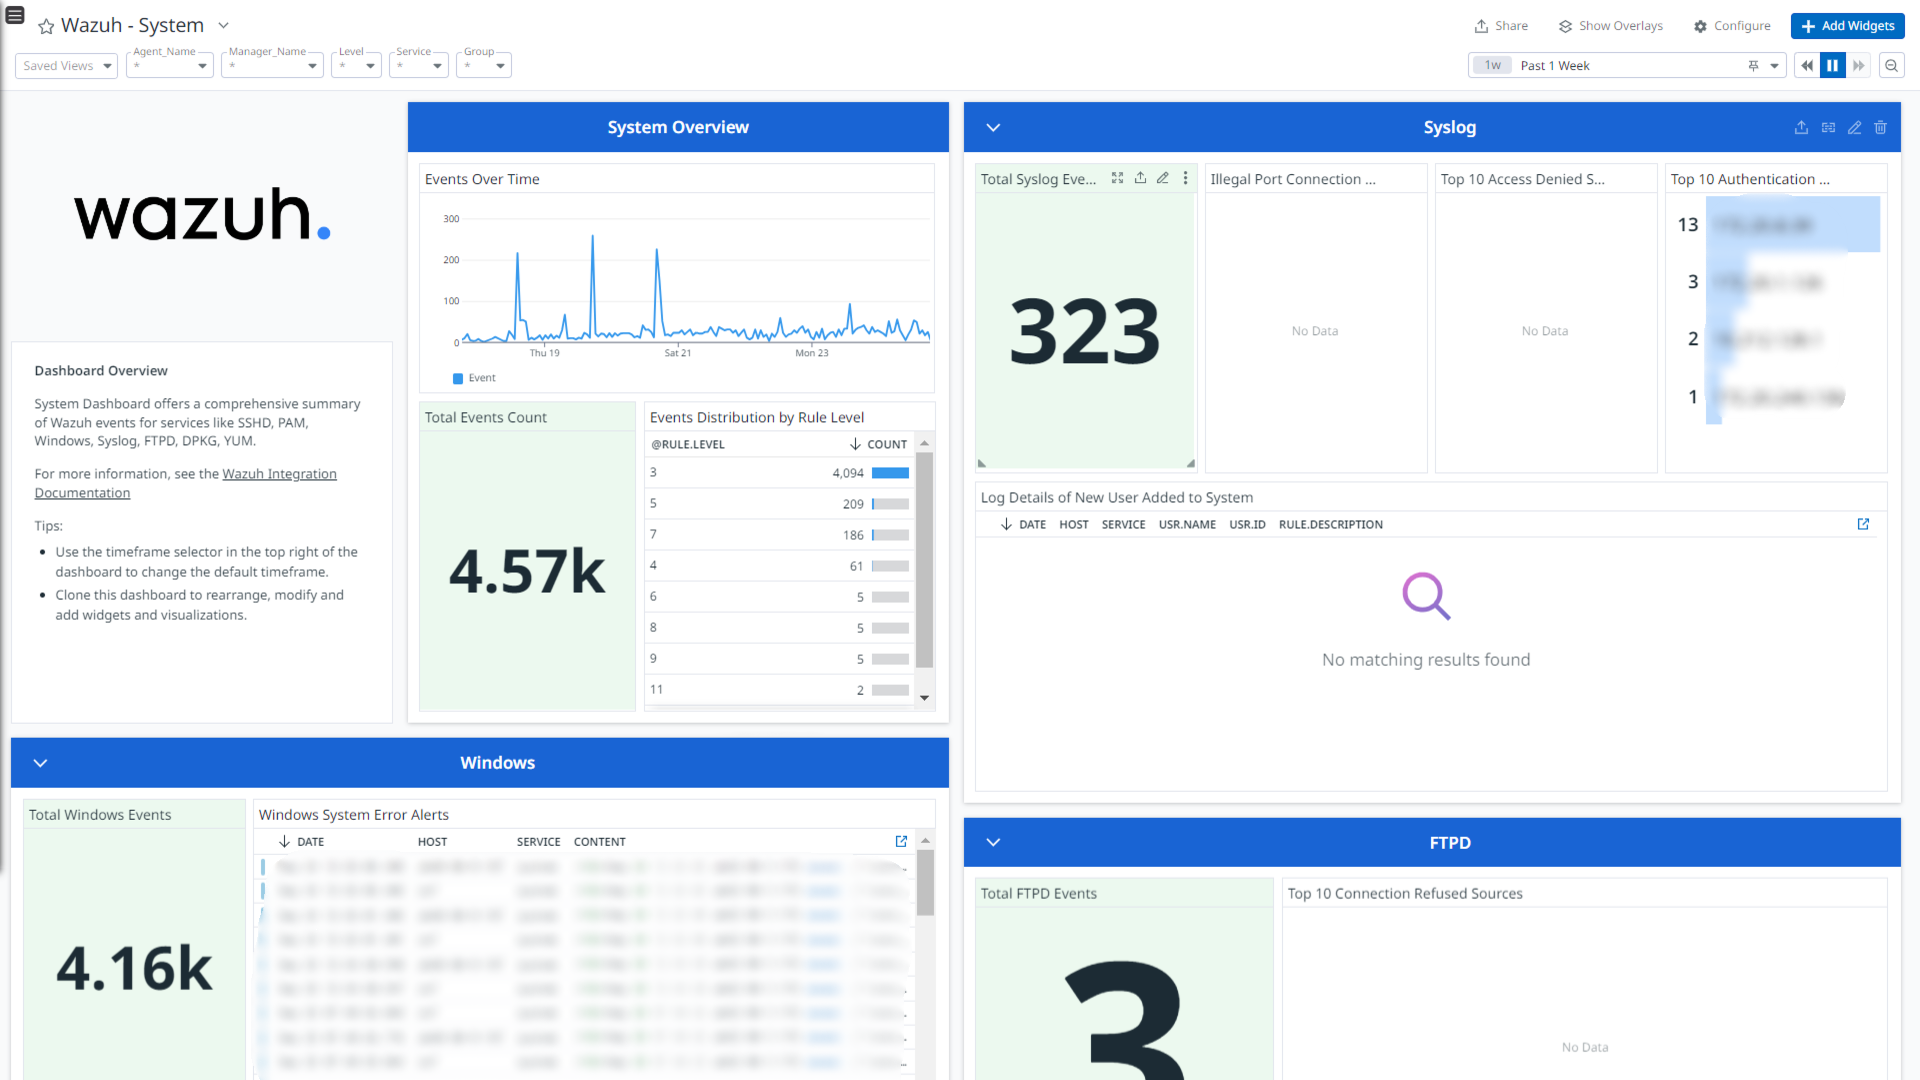 Wazuh - System
Share
Show Overlays
Configure
Add Widgets
Saved Views
Agent_Name
*
Manager_Name
*
Level
*
Service
*
Group
*
1w Past 1 Week
wazuh.
Dashboard Overview
System Dashboard offers a comprehensive summary
of Wazuh events for services like SSHD, PAM,
Windows, Syslog, FTPD, DPKG, YUM.
For more information, see the Wazuh Integration
Documentation
Tips:
• Use the timeframe selector in the top right of the
dashboard to change the default timeframe.
• Clone this dashboard to rearrange, modify and
add widgets and visualizations.
System Overview
Events Over Time
300
200
100
0
Thu 19 Sat 21 Mon 23
Event
Total Events Count
4.57k
Events Distribution by Rule Level
@RULE.LEVEL COUNT
3 4,094
5 209
7 186
4 61
6 5
8 5
9 5
11 2
Syslog
Total Syslog Eve...
323
Illegal Port Connection ...
No Data
Top 10 Access Denied S...
No Data
Top 10 Authentication ...
13
3
2
1
Log Details of New User Added to System
DATE HOST SERVICE USR.NAME USR.ID RULE.DESCRIPTION
No matching results found
Windows
Total Windows Events
4.16k
Windows System Error Alerts
DATE HOST SERVICE CONTENT
FTPD
Total FTPD Events
3
Top 10 Connection Refused Sources
No Data